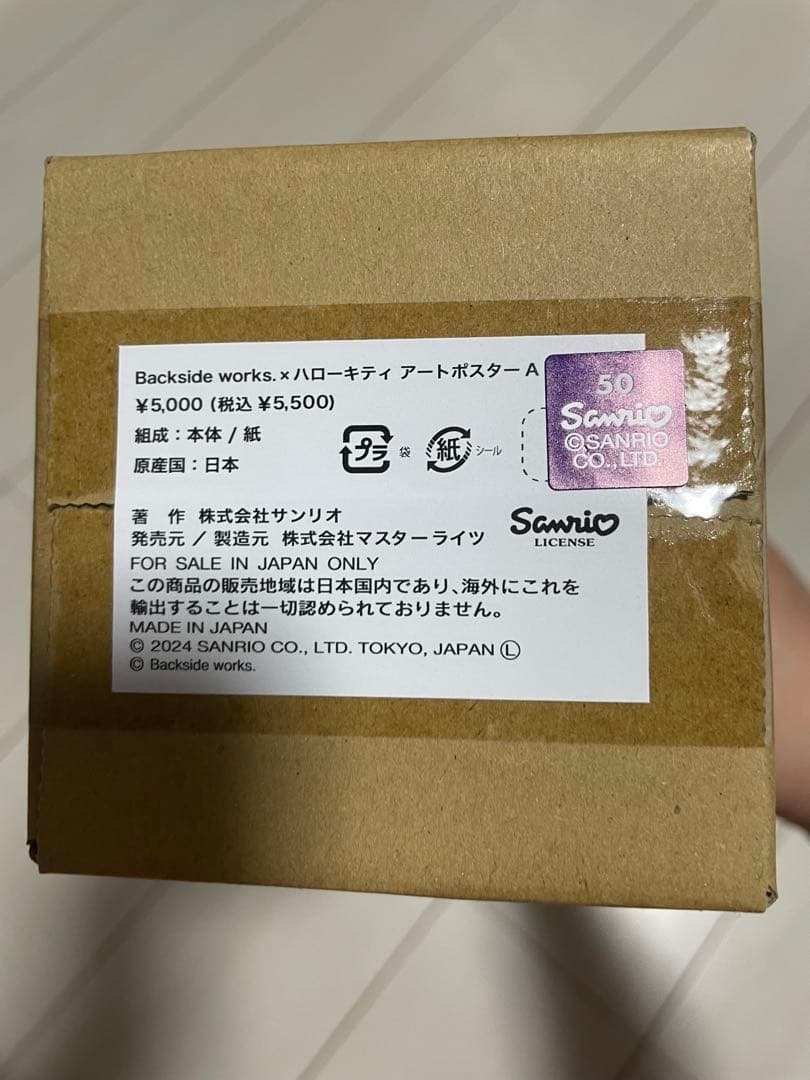 Backside works.×ハローキティ アートポスター A
¥5,000 (税込 ¥5,500)
組成：本体 / 紙
原産国：日本
プラ 袋
紙 シール
50
Sanrio
©SANRIO
CO., LTD.
著 作 株式会社サンリオ
発売元 / 製造元 株式会社マスターライツ
Sanrio
LICENSE
FOR SALE IN JAPAN ONLY
この商品の販売地域は日本国内であり、海外にこれを
輸出することは一切認められておりません。
MADE IN JAPAN
© 2024 SANRIO CO., LTD. TOKYO, JAPAN Ⓛ
© Backside works.